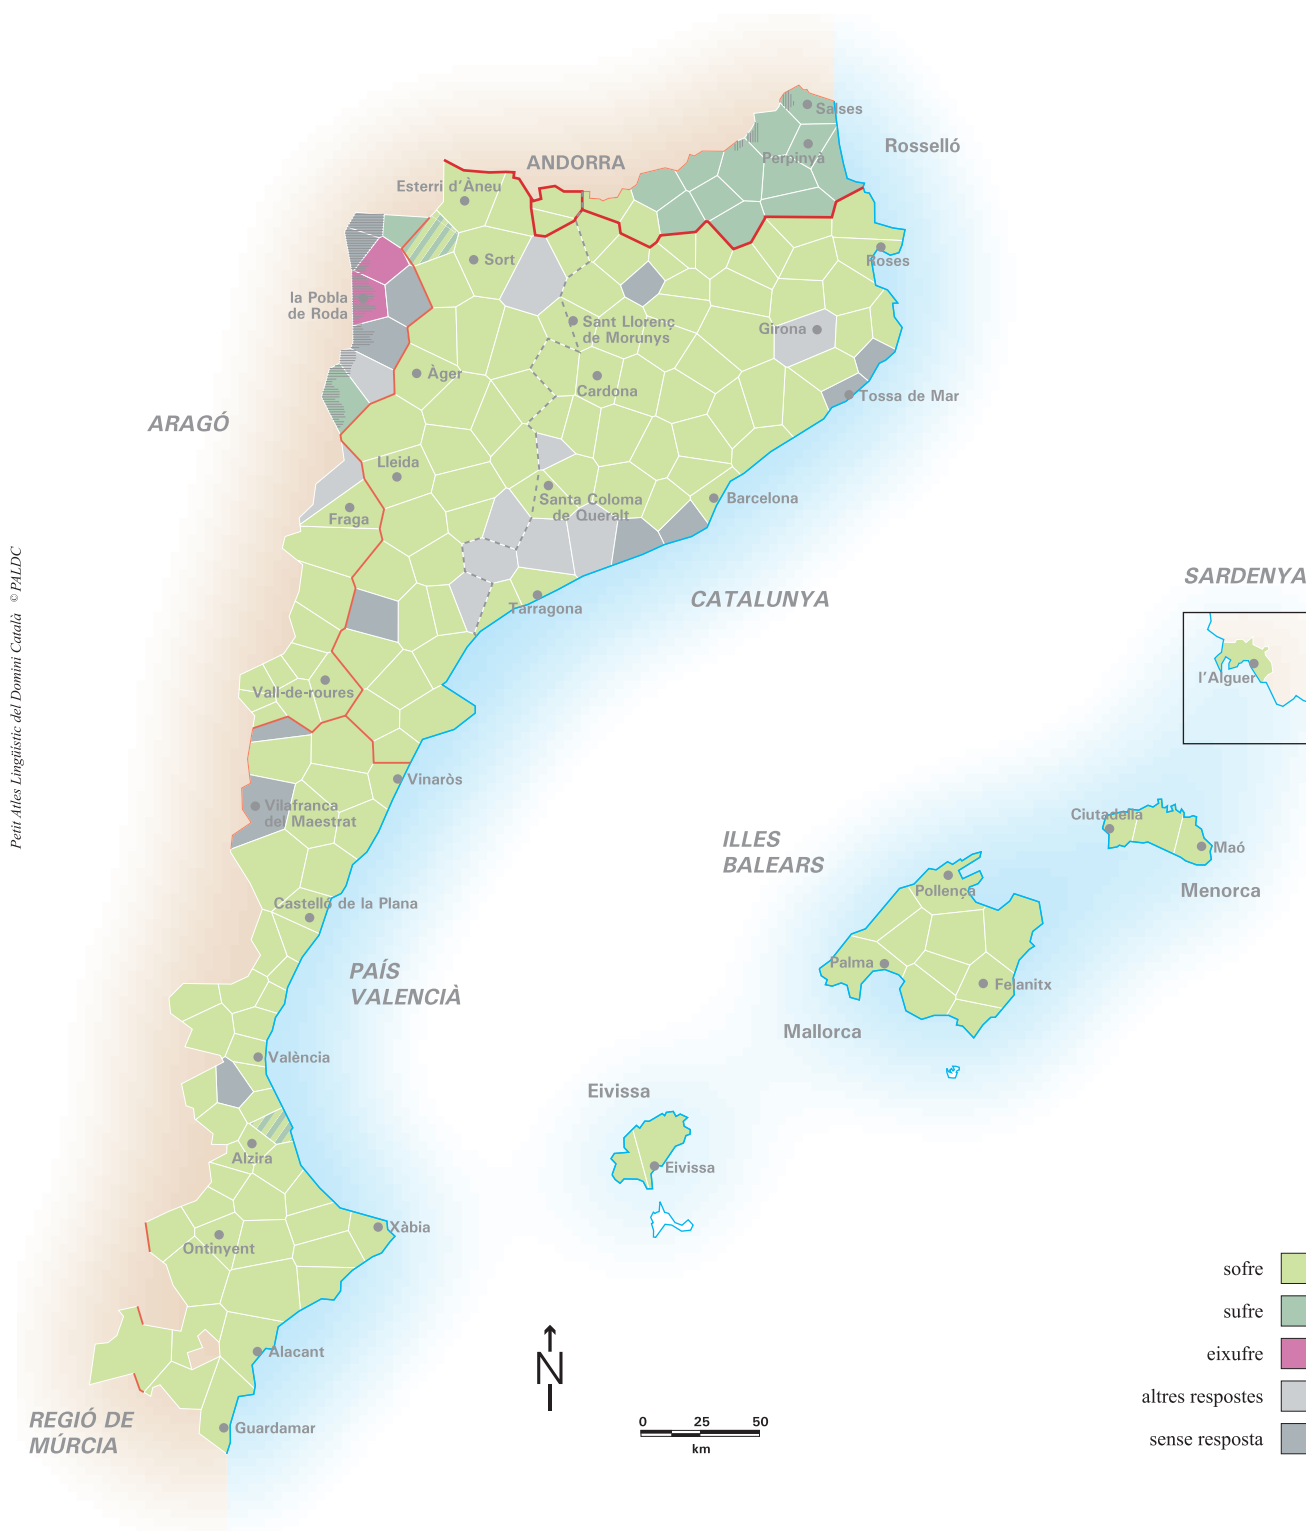 Salses
Rosselló
Perpinyà
ANDORRA
Esterri d'Àneu
Roses
Sort
la Pobla
de Roda
Sant Llorenç
de Morunys
Girona
Àger
Cardona
Tossa de Mar
ARAGÓ
Lleida
Santa Coloma
de Queralt
Barcelona
Fraga
Petit Atles Lingüístic del Domini Català © PALDC
SARDENYA
CATALUNYA
Tarragona
l'Alguer
Vall-de-roures
Vinaròs
Vilafranca
del Maestrat
ILLES
BALEARS
Ciutadella
Maó
Menorca
Pollença
Castelló de la Plana
Palma
Felanitx
PAÍS
VALENCIÀ
Mallorca
València
Eivissa
Alzira
Eivissa
Xàbia
Ontinyent
sofre
sufre
eixufre
altres respostes
sense resposta
Alacant
N
REGIÓ DE
MÚRCIA
Guardamar
0 25 50
km